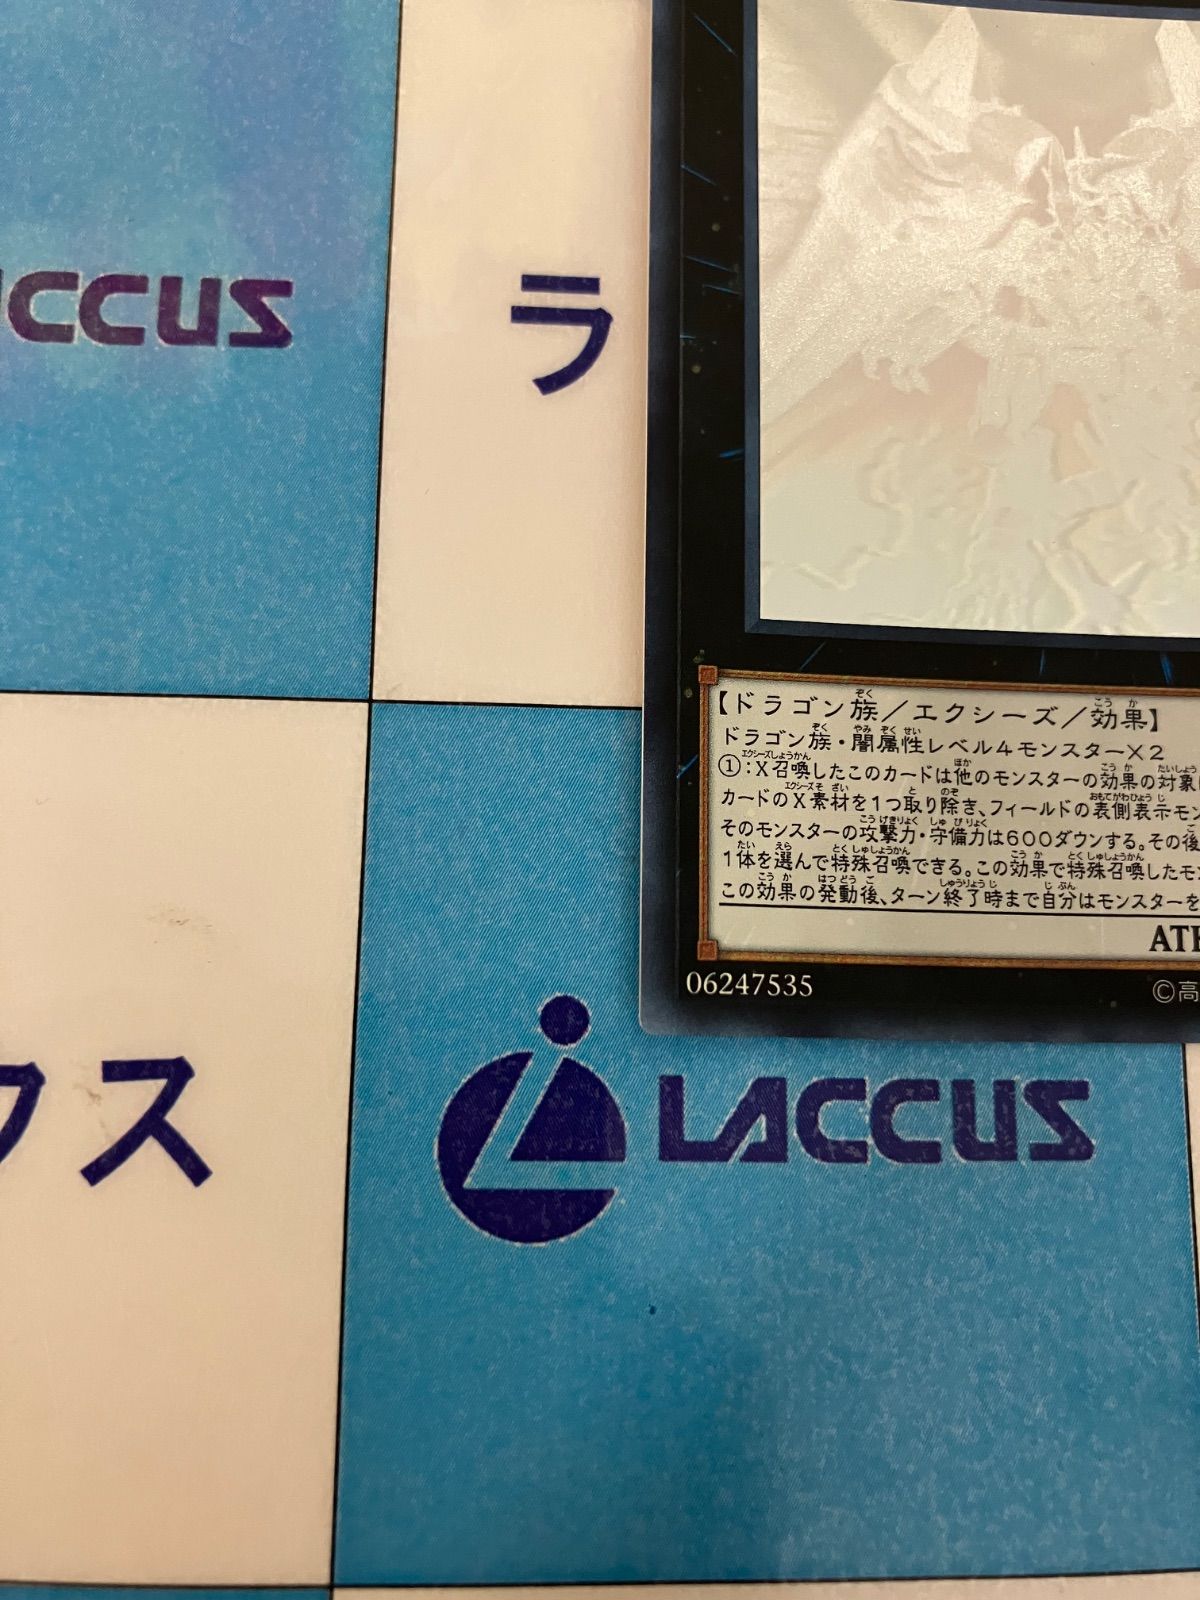 ccus
ラ
【ドラゴン族／エクシーズ／効果】
ドラゴン族・闇属性レベル4モンスター×2
①:X召喚したこのカードは他のモンスターの効果の対象
カードのX素材を1つ取り除き、フィールドの表側表示モン
そのモンスターの攻撃力・守備力は600ダウンする。その後
1体を選んで特殊召喚できる。この効果で特殊召喚したモ
この効果の発動後、ターン終了時まで自分はモンスターを
06247535
©高
クス
LACCUS